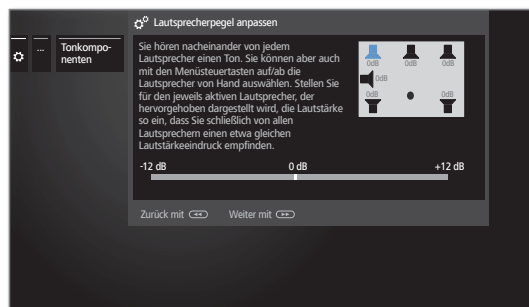 Lautsprecherpegel anpassen
...
Tonkompo-
nenten
Sie hören nacheinander von jedem
Lautsprecher einen Ton. Sie können aber auch
mit den Menüsteuertasten auf/ab die
Lautsprecher von Hand auswählen. Stellen Sie
für den jeweils aktiven Lautsprecher, der
hervorgehoben dargestellt wird, die Lautstärke
so ein, dass Sie schließlich von allen
Lautsprechern einen etwa gleichen
Lautstärkeeindruck empfinden.
0dB 0dB 0dB
0dB
0dB 0dB
-12 dB 0 dB +12 dB
Zurück mit Weiter mit